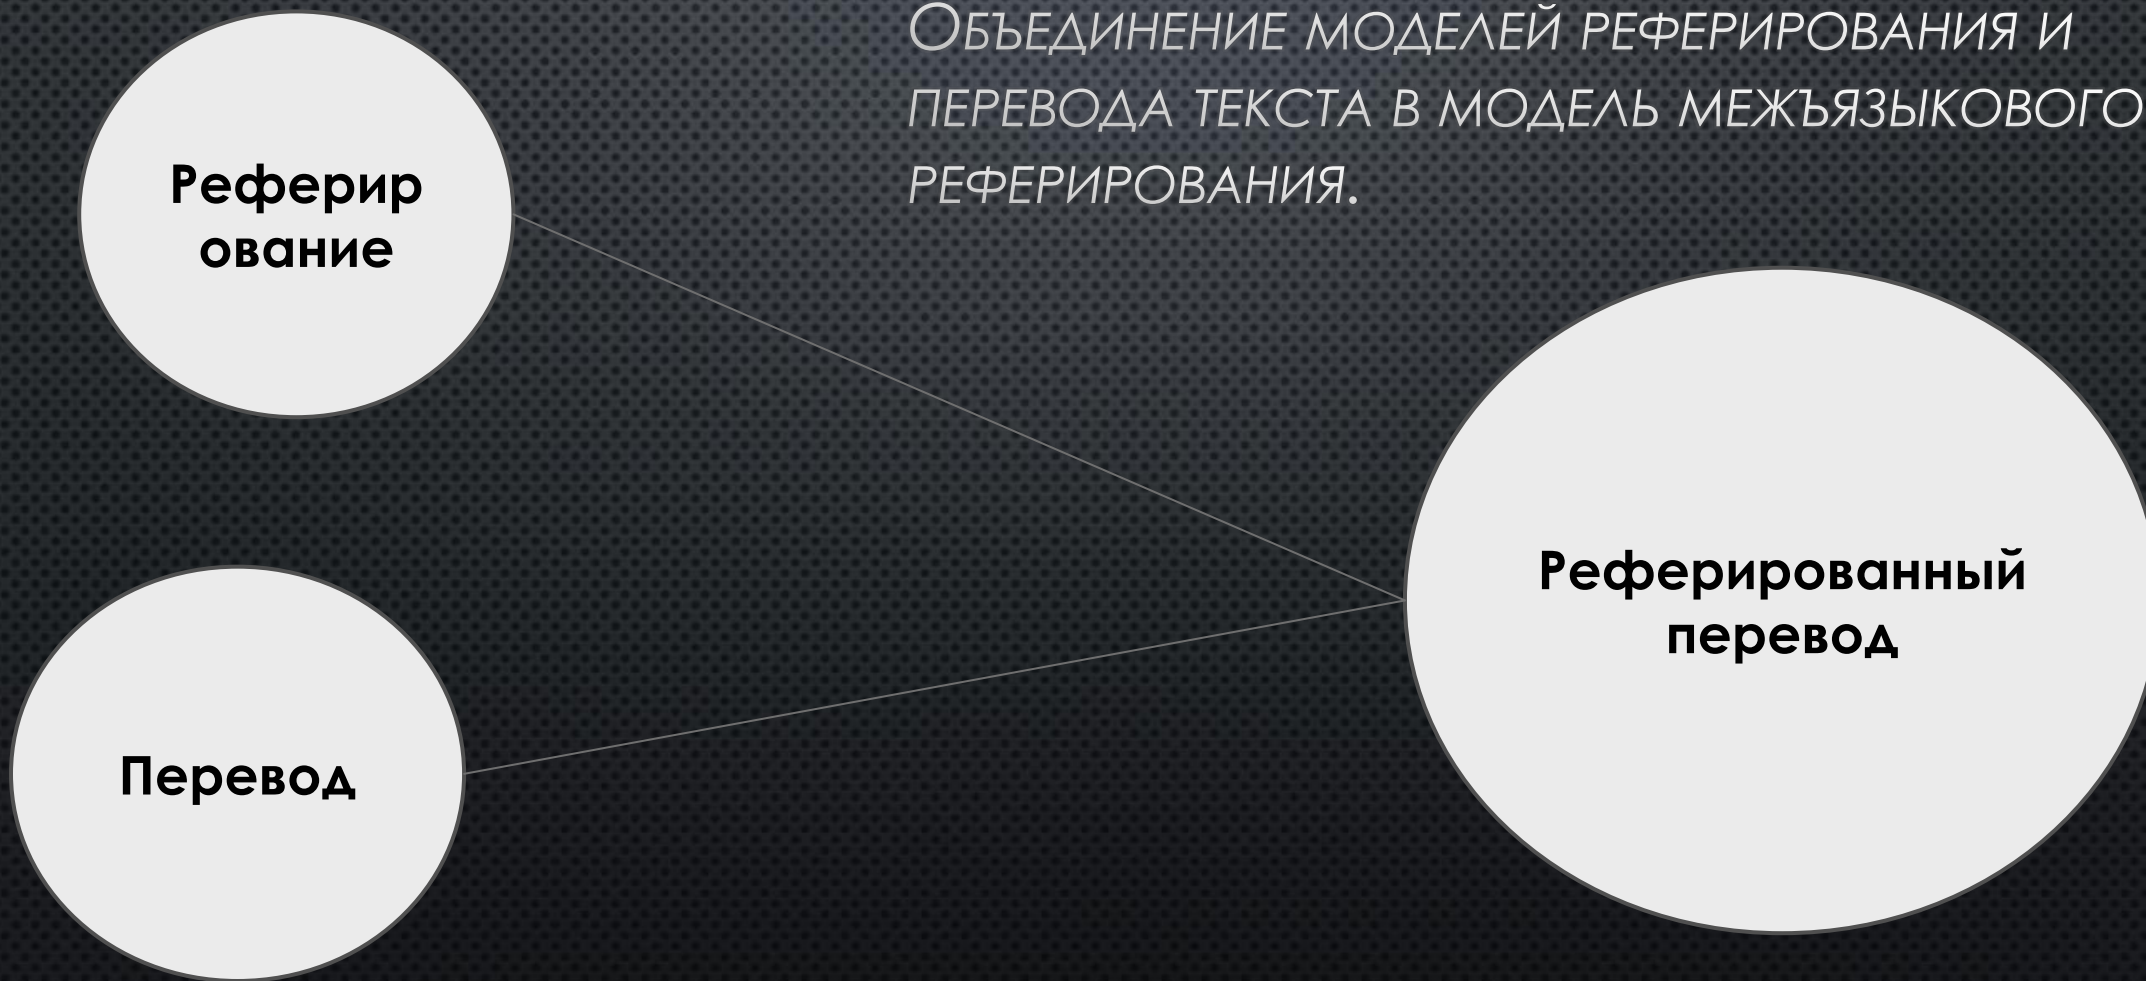 Объединение моделей реферирования и
перевода текста в модель межъязыкового
реферирования.
Реферир
ование
Перевод
Реферированный
перевод